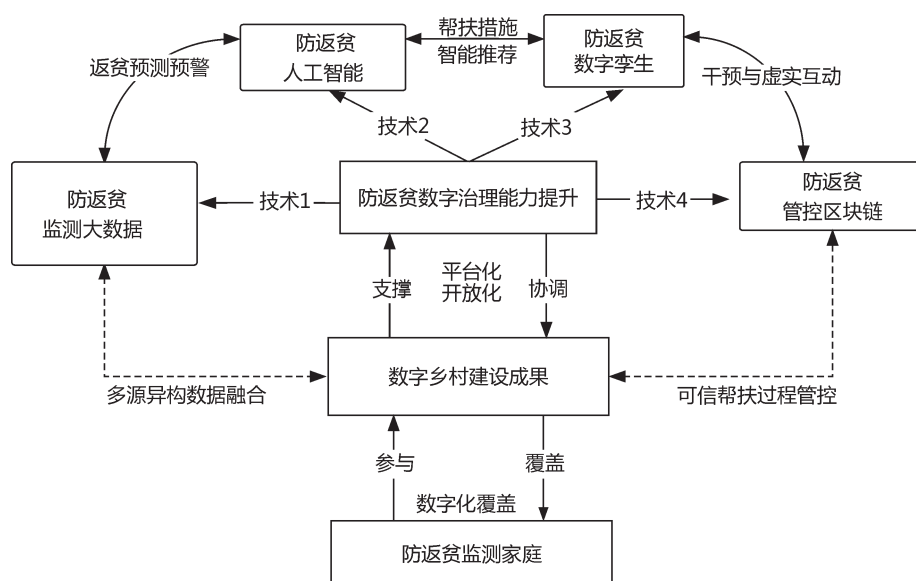 帮扶措施
智能推荐
防返贫
人工智能
防返贫
数字孪生
返贫预测预警
干预与虚实互动
技术2
技术3
防返贫
监测大数据
技术1
防返贫数字治理能力提升
技术4
防返贫
管控区块链
支撑
平台化
开放化
协调
多源异构数据融合
数字乡村建设成果
可信帮扶过程管控
参与
覆盖
数字化覆盖
防返贫监测家庭